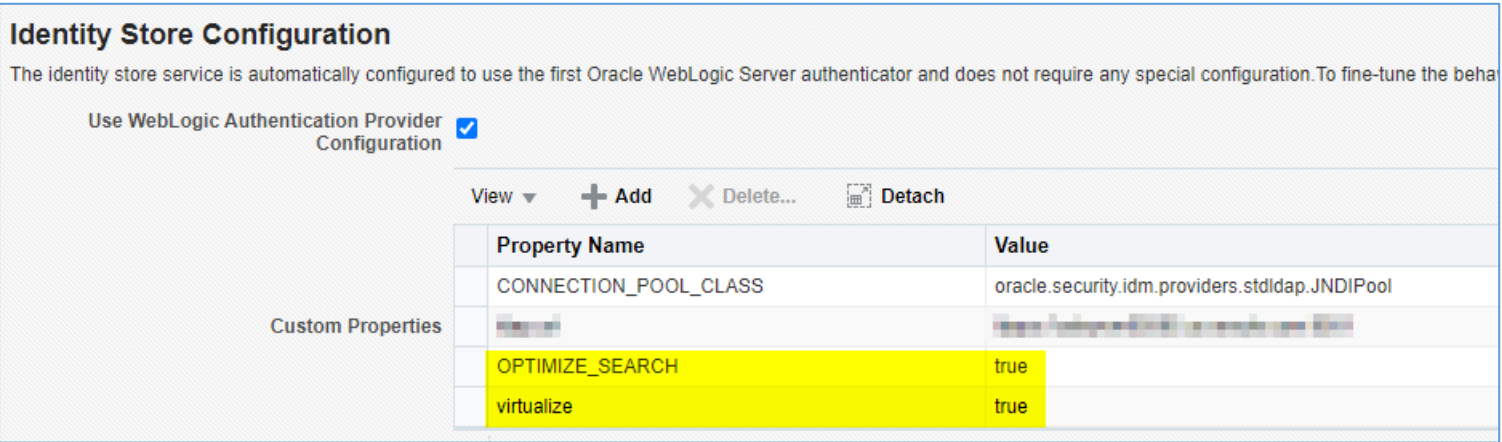 Identity Store Configuration
The identity store service is automatically configured to use the first Oracle WebLogic Server authenticator and does not require any special configuration.To fine-tune the beha
Use WebLogic Authentication Provider
Configuration
View Add Delete... Detach
Property Name Value
CONNECTION_POOL_CLASS oracle.security.idm.providers.stdldap.JNDIPool
Custom Properties
OPTIMIZE_SEARCH true
virtualize true